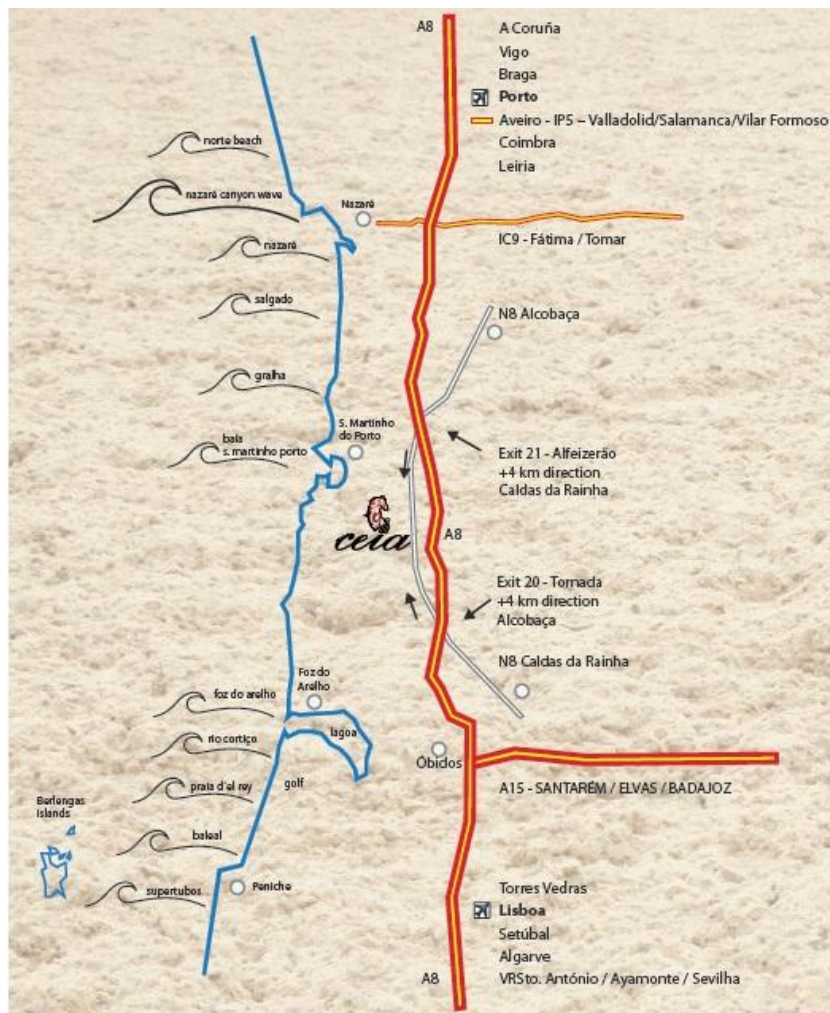 A8
A Coruña
Vigo
Braga
Porto
Aveiro - IP5 – Valladolid/Salamanca/Vilar Formoso
Coimbra
Leiria
norte beach
nazaré canyon wave
Nazaré
IC9 - Fátima / Tomar
nazaré
salgado
N8 Alcobaça
gralha
S. Martinho
do Porto
baía
s. martinho porto
Exit 21 - Alfeizerão
+4 km direction
Caldas da Rainha
ceia
A8
Exit 20 - Tornada
+4 km direction
Alcobaça
N8 Caldas da Rainha
Foz do
Arelho
foz do arelho
lagoa
rio cortiço
Óbidos
golf
praia d'el rey
A15 - SANTARÉM / ELVAS / BADAJOZ
Berlengas
islands
baleal
supertubos
Peniche
Torres Vedras
Lisboa
Setúbal
Algarve
A8
VRSto. António / Ayamonte / Sevilha